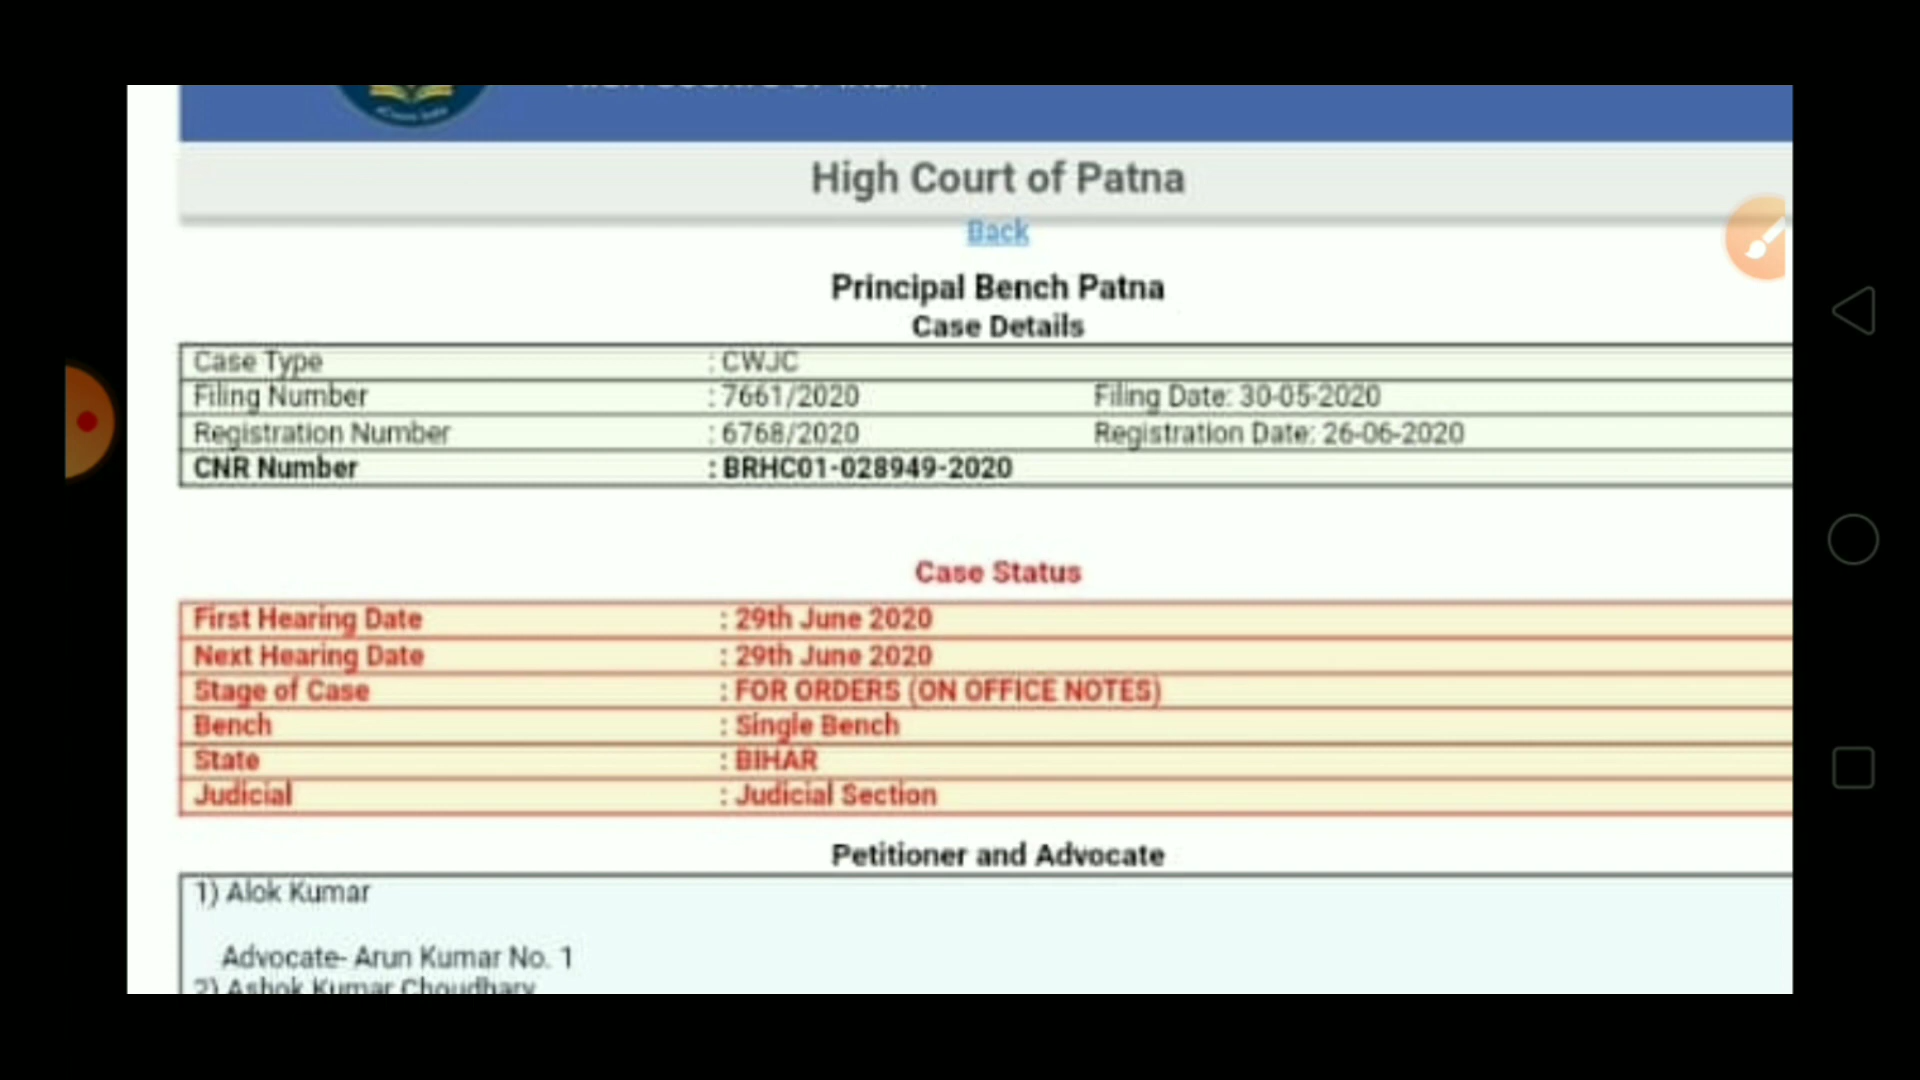 High Court of Patna
Back
Principal Bench Patna
Case Details
Case Type : CWJC
Filing Number : 7661/2020 Filing Date: 30-05-2020
Registration Number : 6768/2020 Registration Date: 26-06-2020
CNR Number : BRHC01-028949-2020
Case Status
First Hearing Date : 29th June 2020
Next Hearing Date : 29th June 2020
Stage of Case : FOR ORDERS (ON OFFICE NOTES)
Bench : Single Bench
State : BIHAR
Judicial : Judicial Section
Petitioner and Advocate
1) Alok Kumar
Advocate- Arun Kumar No. 1
2) Ashok Kumar Choudhary